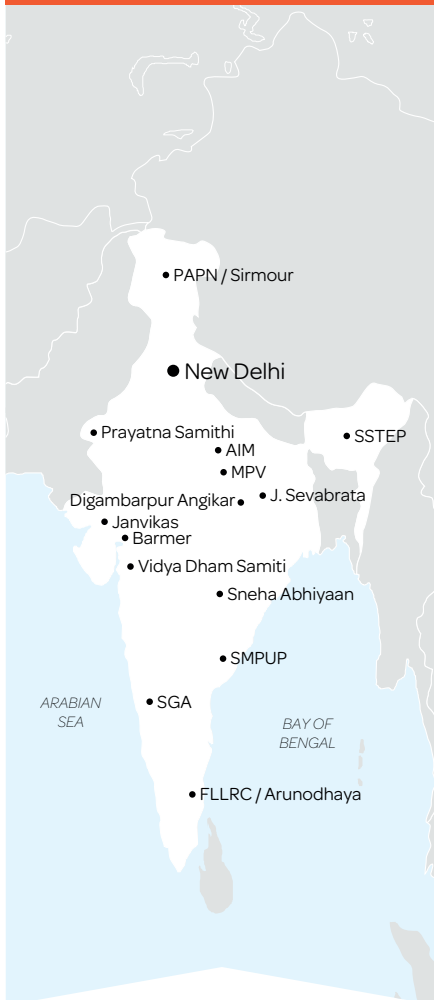 PAPN / Sirmour
New Delhi
Prayatna Samithi
SSTEP
AIM
MPV
J. Sevabrata
Digambarpur Angikar
Janvikas
Barmer
Vidya Dham Samiti
Sneha Abhiyaan
SMPUP
SGA
ARABIAN
SEA
BAY OF
BENGAL
FLLRC / Arunodhaya